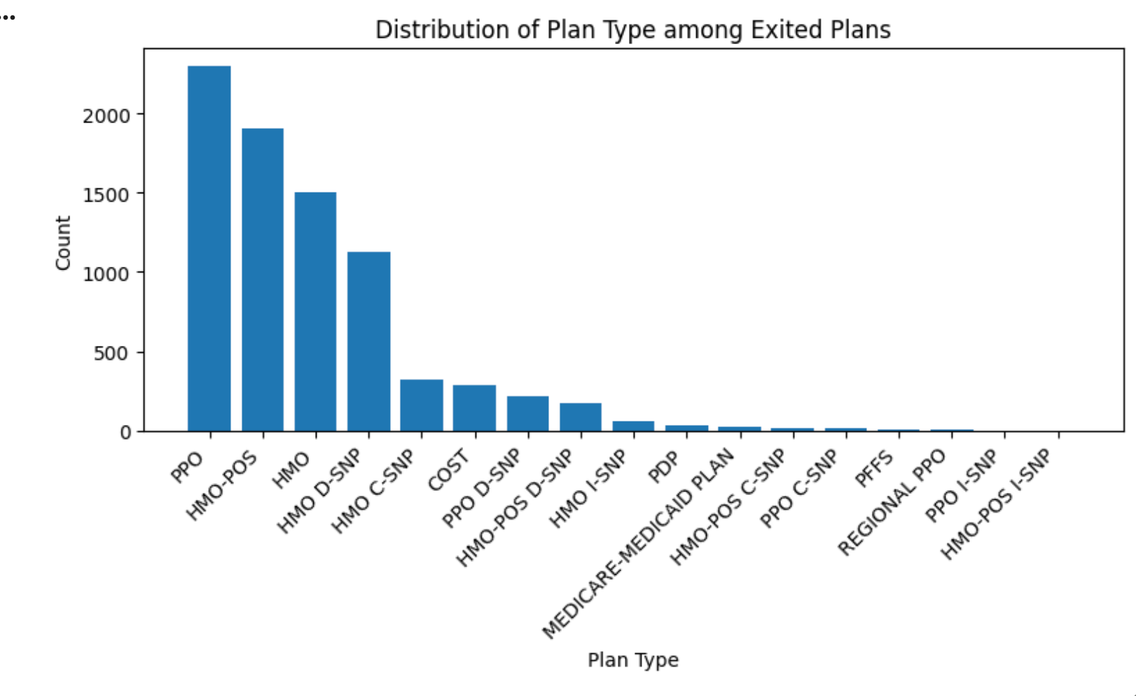 ...
Distribution of Plan Type among Exited Plans
Count
2000
1500
1000
500
0
PPO
HMO-POS
HMO
HMO D-SNP
HMO C-SNP
COST
PPO D-SNP
HMO-POS D-SNP
HMO I-SNP
PDP
MEDICARE-MEDICAID PLAN
HMO-POS C-SNP
PPO C-SNP
PFFS
REGIONAL PPO
PPO I-SNP
HMO-POS I-SNP
Plan Type